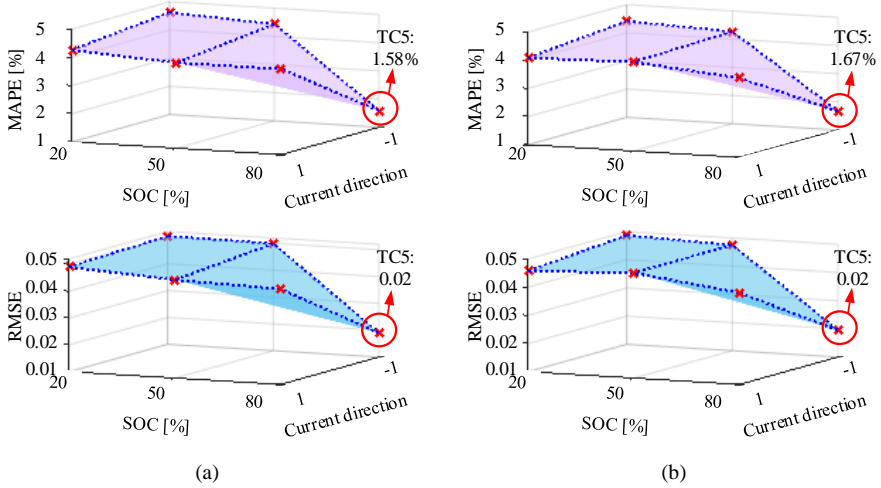 5
4
3
2
1
MAPE [%]
20
50
80
SOC [%]
1
-1
Current direction
TC5:
1.58%
5
4
3
2
1
MAPE [%]
20
50
80
SOC [%]
1
-1
Current direction
TC5:
1.67%
0.05
0.04
0.03
0.02
0.01
RMSE
20
50
80
SOC [%]
1
-1
Current direction
TC5:
0.02
0.05
0.04
0.03
0.02
0.01
RMSE
20
50
80
SOC [%]
1
-1
Current direction
TC5:
0.02
(a)
(b)